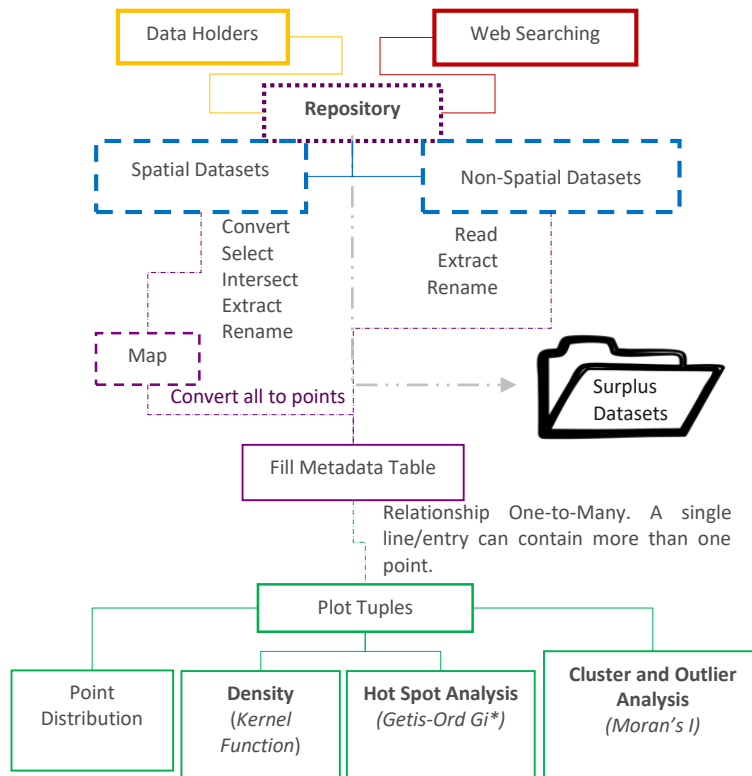 Data Holders
Web Searching
Repository
Spatial Datasets
Non-Spatial Datasets
Convert
Select
Intersect
Extract
Rename
Read
Extract
Rename
Map
Surplus
Datasets
Convert all to points
Fill Metadata Table
Relationship One-to-Many. A single
line/entry can contain more than one
point.
Plot Tuples
Point
Distribution
Density
(Kernel
Function)
Hot Spot Analysis
(Getis-Ord Gi*)
Cluster and Outlier
Analysis
(Moran’s I)